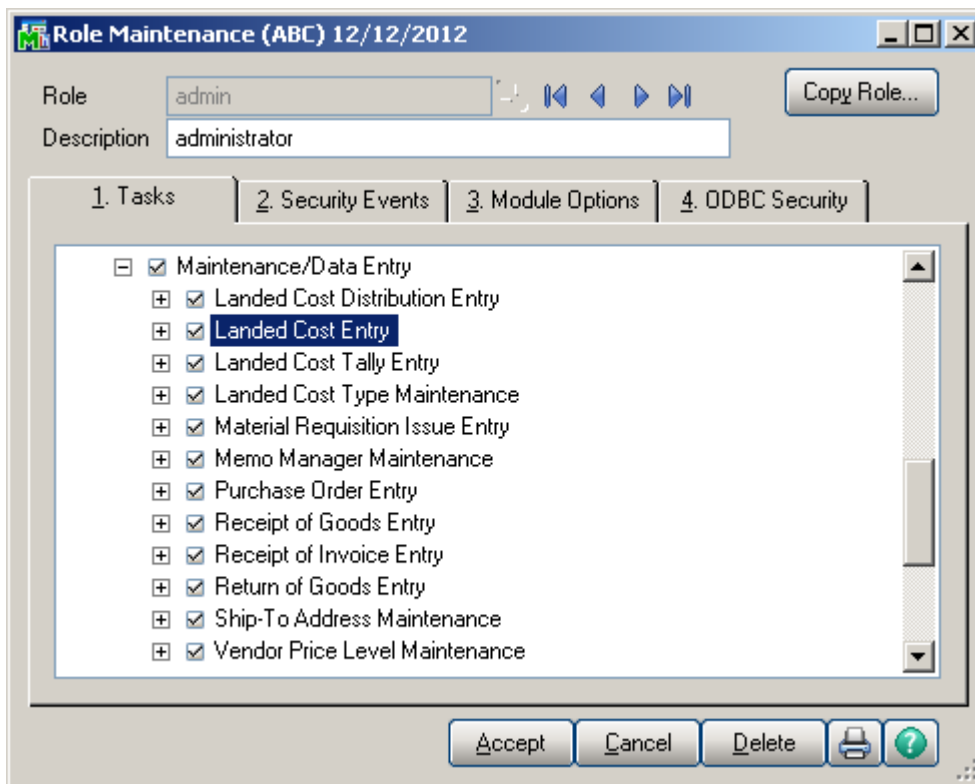 Role Maintenance (ABC) 12/12/2012
Role admin Copy Role...
Description administrator
1. Tasks 2. Security Events 3. Module Options 4. ODBC Security
Maintenance/Data Entry
Landed Cost Distribution Entry
Landed Cost Entry
Landed Cost Tally Entry
Landed Cost Type Maintenance
Material Requisition Issue Entry
Memo Manager Maintenance
Purchase Order Entry
Receipt of Goods Entry
Receipt of Invoice Entry
Return of Goods Entry
Ship-To Address Maintenance
Vendor Price Level Maintenance
Accept Cancel Delete